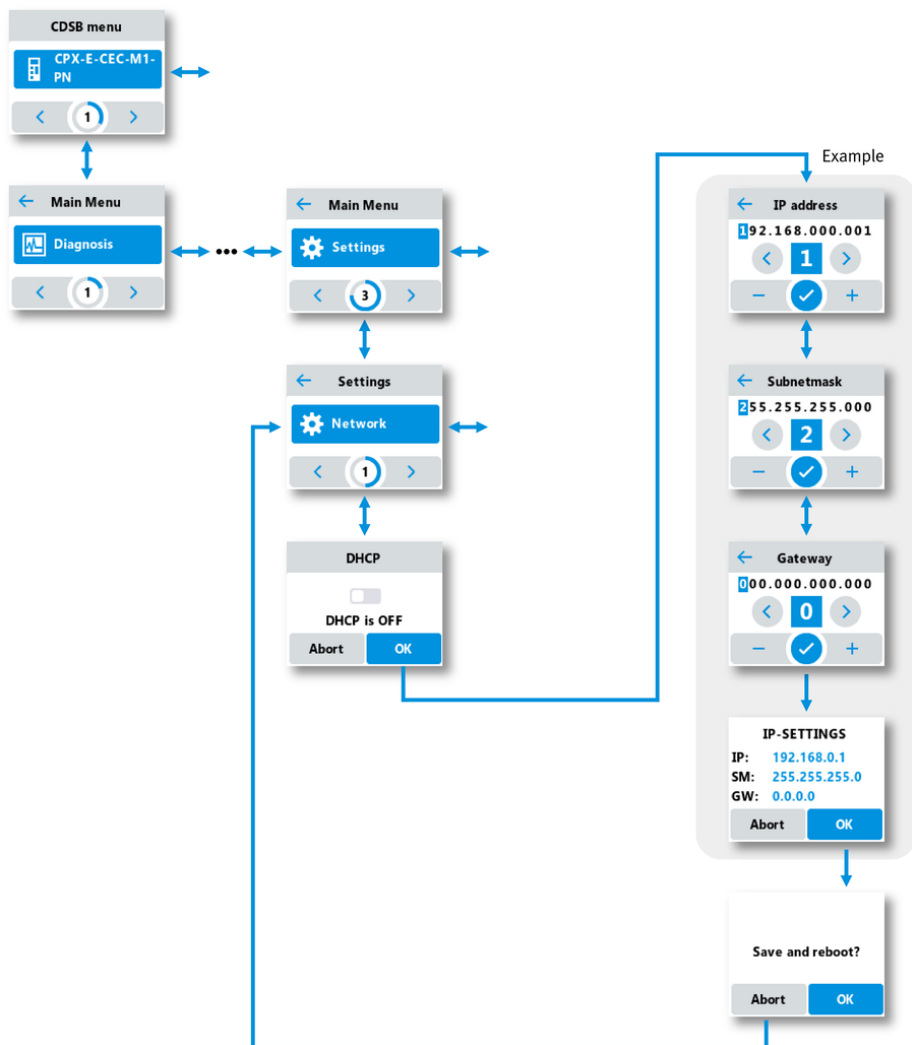 CDSB menu
CPX-E-CEC-M1-
PN
1
Main Menu
Diagnosis
1
Main Menu
Settings
3
Settings
Network
1
DHCP
DHCP is OFF
Abort OK
Example
IP address
192.168.000.001
1
Subnetmask
255.255.255.000
2
Gateway
000.000.000.000
0
IP-SETTINGS
IP: 192.168.0.1
SM: 255.255.255.0
GW: 0.0.0.0
Abort OK
Save and reboot?
Abort OK